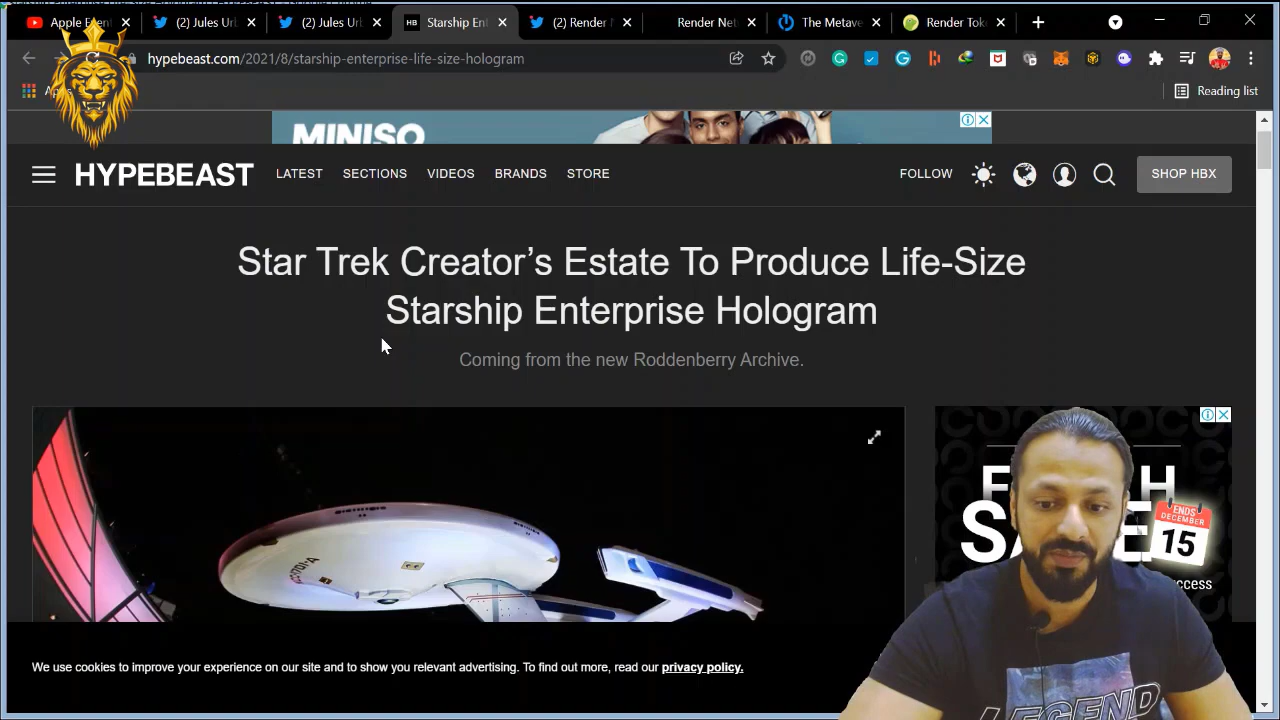 Apple Event
(2) Jules Ur
(2) Jules Ur
HB
Starship En
(2) Render N
Render Ne
The Metave
Render Tok
hypebeast.com/2021/8/starship-enterprise-life-size-hologram
Reading list
MINISO
HYPEBEAST
LATEST
SECTIONS
VIDEOS
BRANDS
STORE
FOLLOW
SHOP HBX
Star Trek Creator's Estate To Produce Life-Size
Starship Enterprise Hologram
Coming from the new Roddenberry Archive.
ENDS
DECEMBER
15
We use cookies to improve your experience on our site and to show you relevant advertising. To find out more, read our privacy policy.
LEGEND